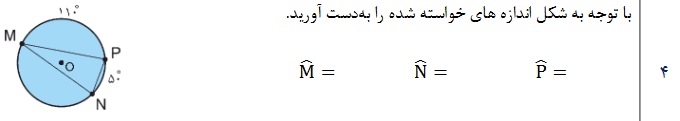 ۴
با توجه به شکل اندازه های خواسته شده را به‌دست آورید.
M̂ =    N̂ =    P̂ =
۱۱۰°
M
P
O
۵۰°
N